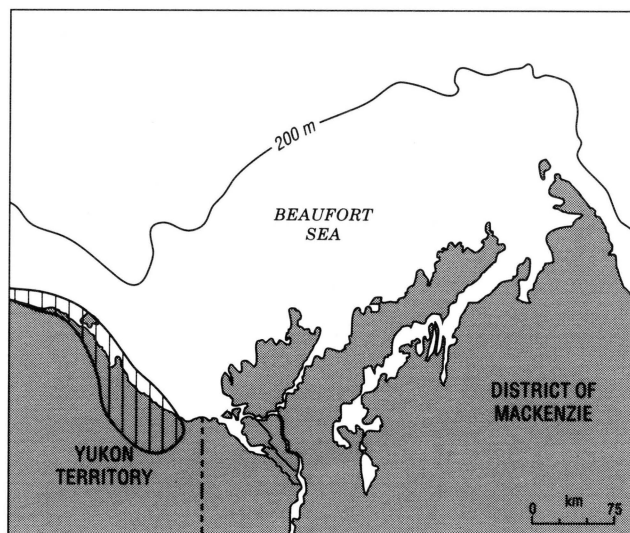 200 m
BEAUFORT
SEA
DISTRICT OF
MACKENZIE
YUKON
TERRITORY
km
0 75